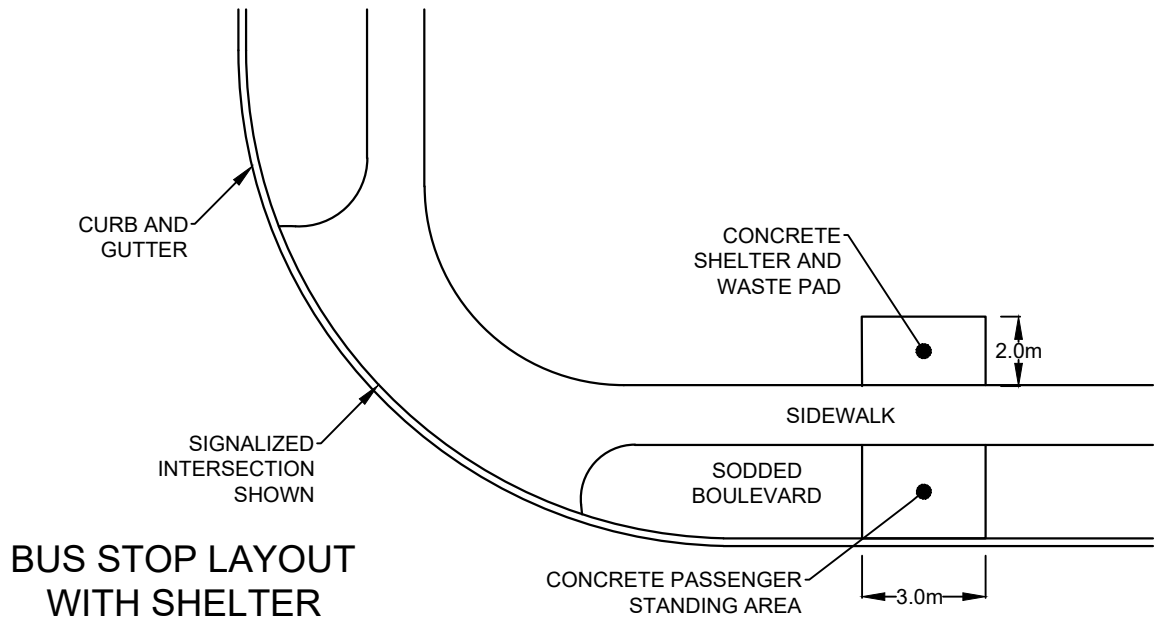 CURB AND
GUTTER
CONCRETE
SHELTER AND
WASTE PAD
2.0m
SIDEWALK
SIGNALIZED
INTERSECTION
SHOWN
SODDED
BOULEVARD
BUS STOP LAYOUT
WITH SHELTER
CONCRETE PASSENGER
STANDING AREA
3.0m